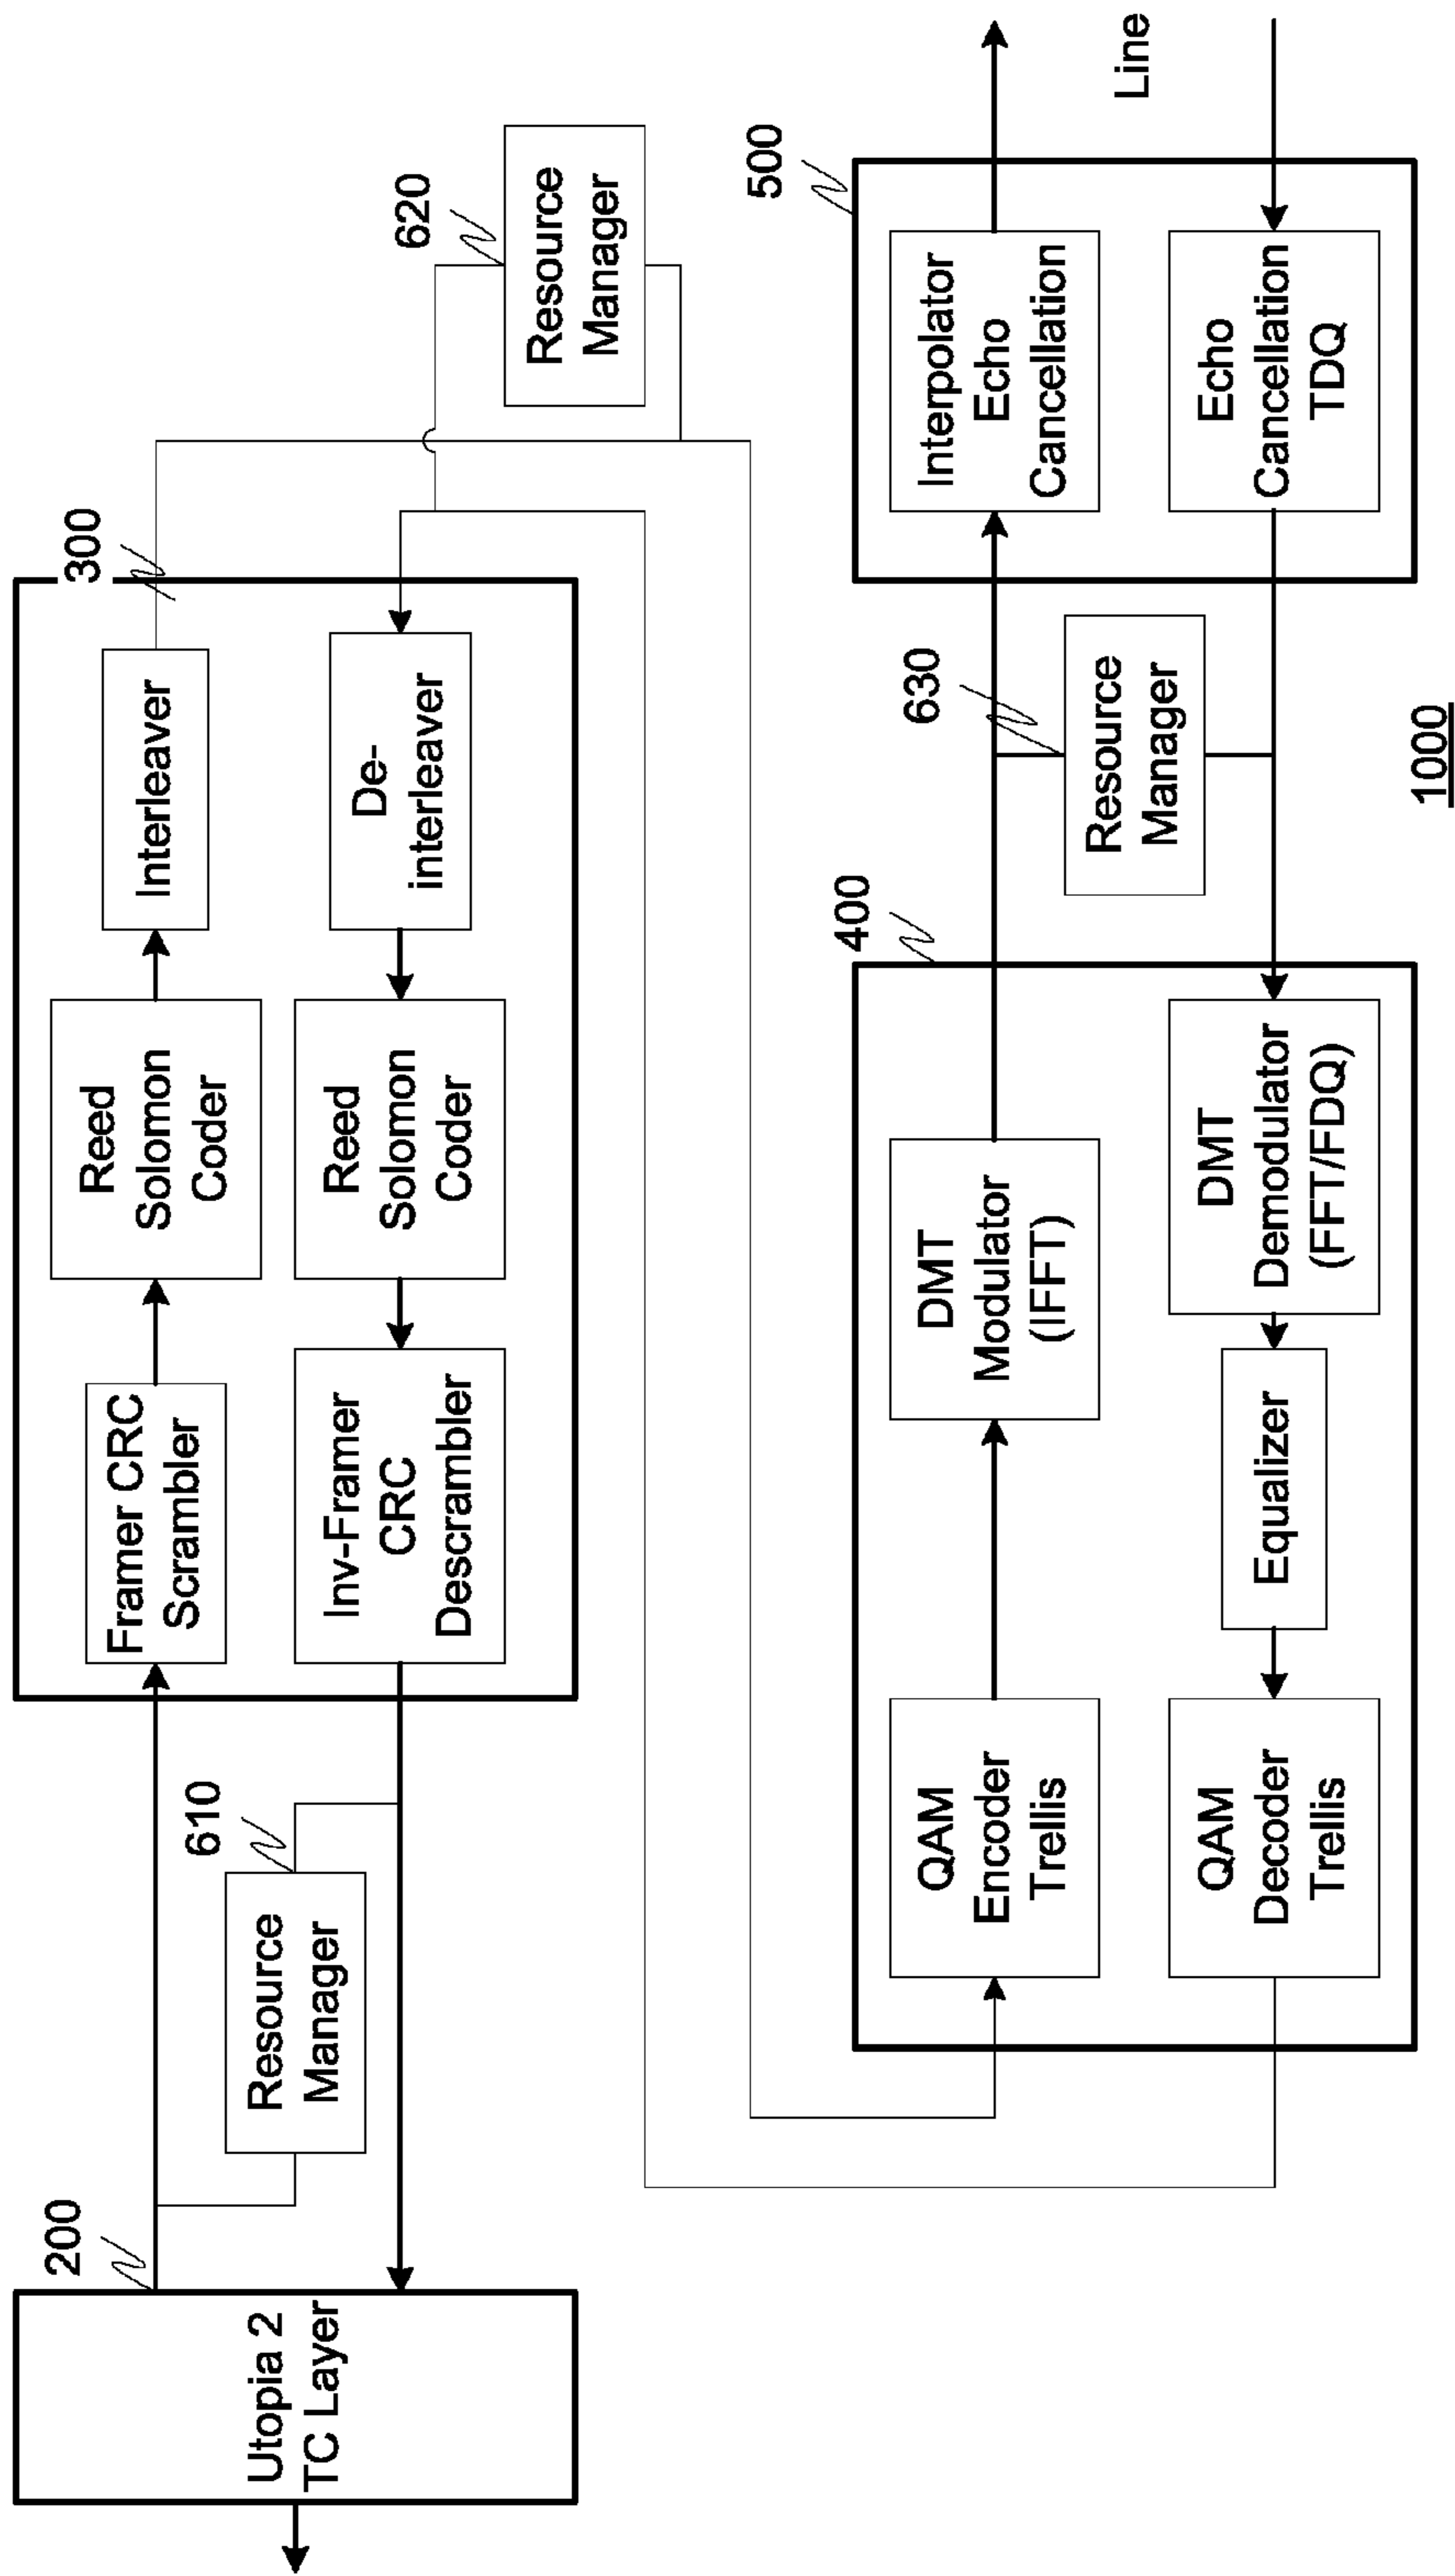 200
Utopia 2
TC Layer
610
Resource
Manager
300
Framer CRC
Scrambler
Reed
Solomon
Coder
Interleaver
Inv-Framer
CRC
Descrambler
Reed
Solomon
Coder
De-
interleaver
620
Resource
Manager
400
QAM
Encoder
Trellis
DMT
Modulator
(IFFT)
QAM
Decoder
Trellis
Equalizer
DMT
Demodulator
(FFT/FDQ)
630
Resource
Manager
500
Interpolator
Echo
Cancellation
Echo
Cancellation
TDQ
Line
1000